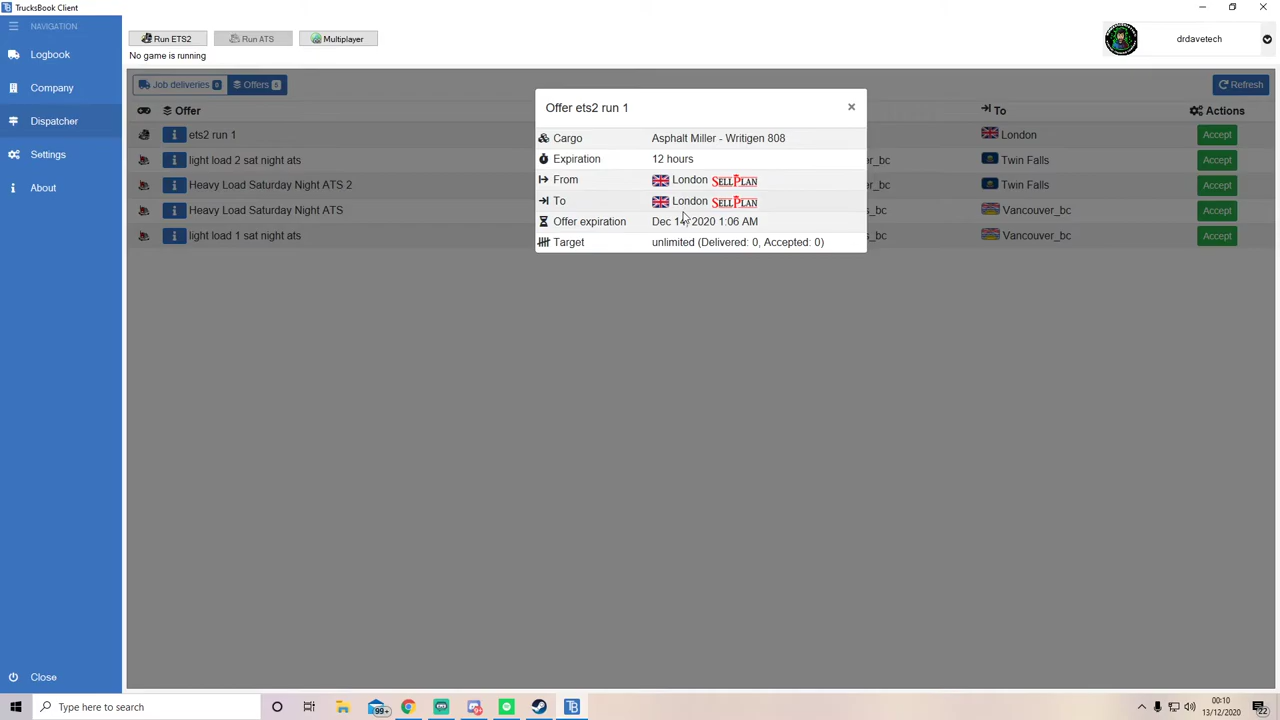 TrucksBook Client
NAVIGATION
Logbook
Company
Dispatcher
Settings
About
Close
Run ETS2
Run ATS
Multiplayer
No game is running
drdavetech
Job deliveries 0
Offers 5
Refresh
Offer
To
Actions
ets2 run 1
London
Accept
light load 2 sat night ats
_bc
Twin Falls
Accept
Heavy Load Saturday Night ATS 2
_bc
Twin Falls
Accept
Heavy Load Saturday Night ATS
Vancouver_bc
Accept
light load 1 sat night ats
Vancouver_bc
Accept
Offer ets2 run 1
×
Cargo Asphalt Miller - Writigen 808
Expiration 12 hours
From London SELLPLAN
To London SELLPLAN
Offer expiration Dec 14, 2020 1:06 AM
Target unlimited (Delivered: 0, Accepted: 0)
Type here to search
99+
00:10
13/12/2020
22